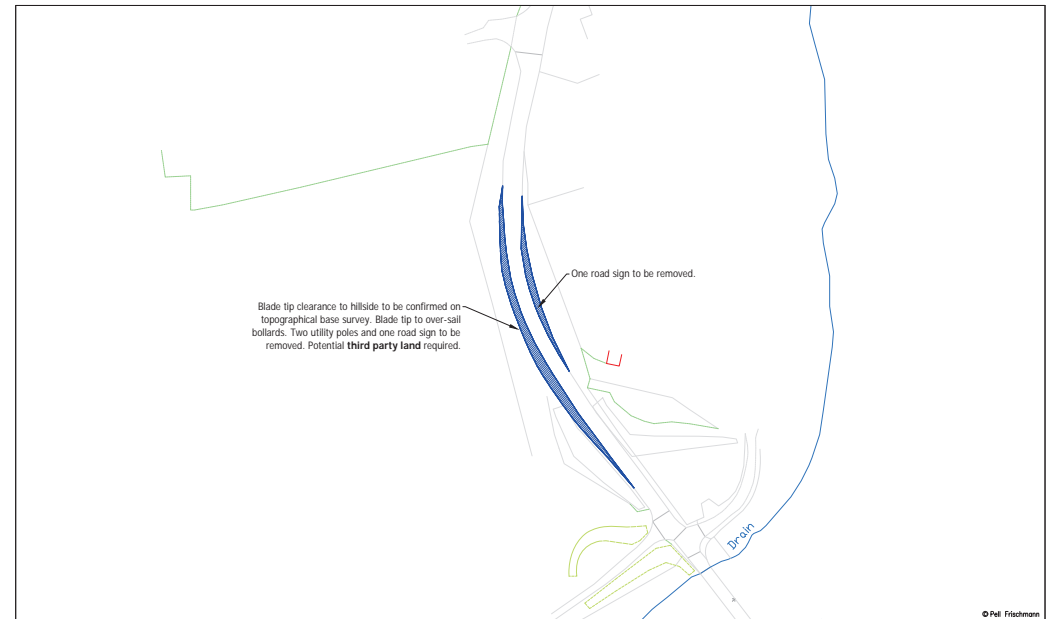 One road sign to be removed.
Blade tip clearance to hillside to be confirmed on
topographical base survey. Blade tip to over-sail
bollards. Two utility poles and one road sign to be
removed. Potential third party land required.
Drain
© Pell Frischmann